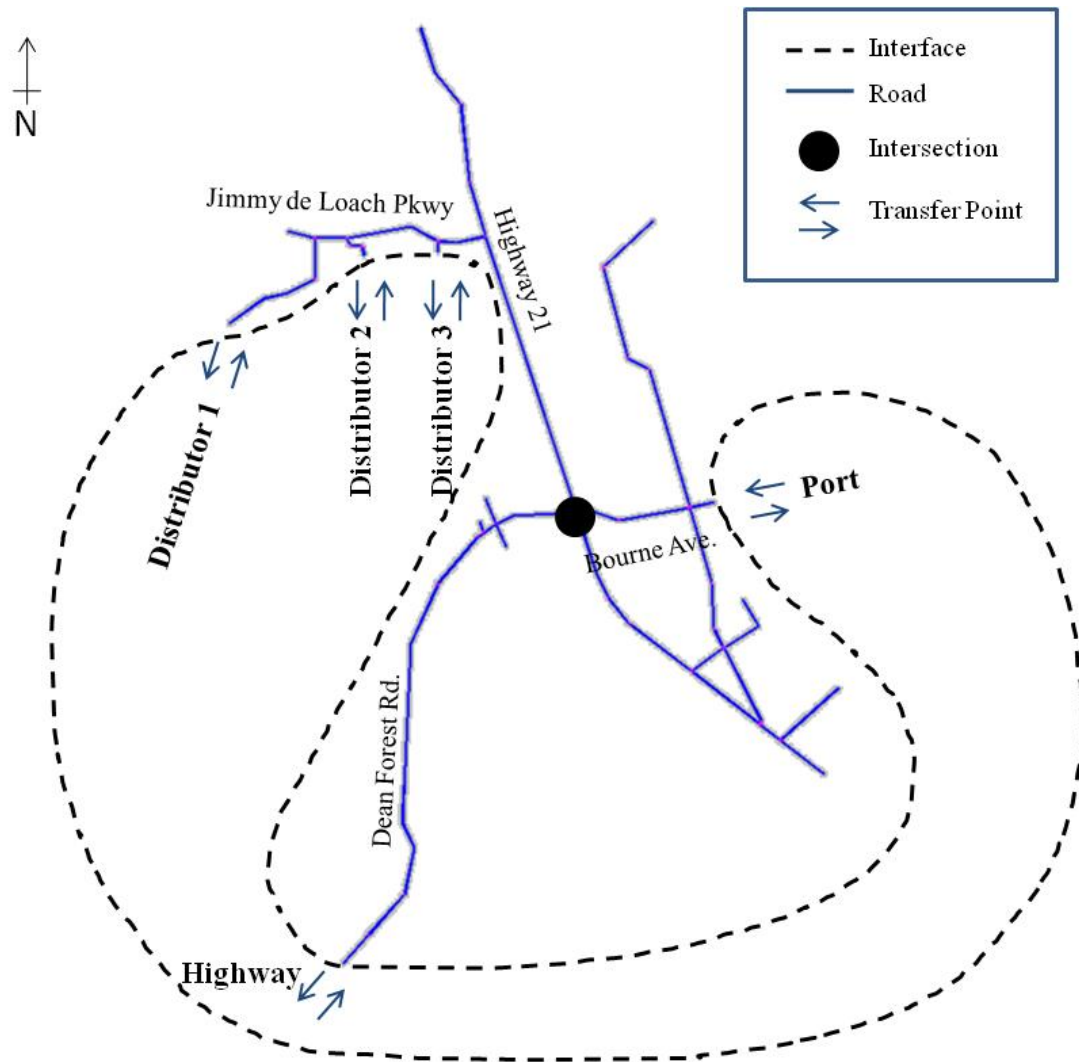 N
Interface
Road
Intersection
Transfer Point
Jimmy de Loach Pkwy
Highway 21
Distributor 1
Distributor 2
Distributor 3
Port
Bourne Ave.
Dean Forest Rd.
Highway